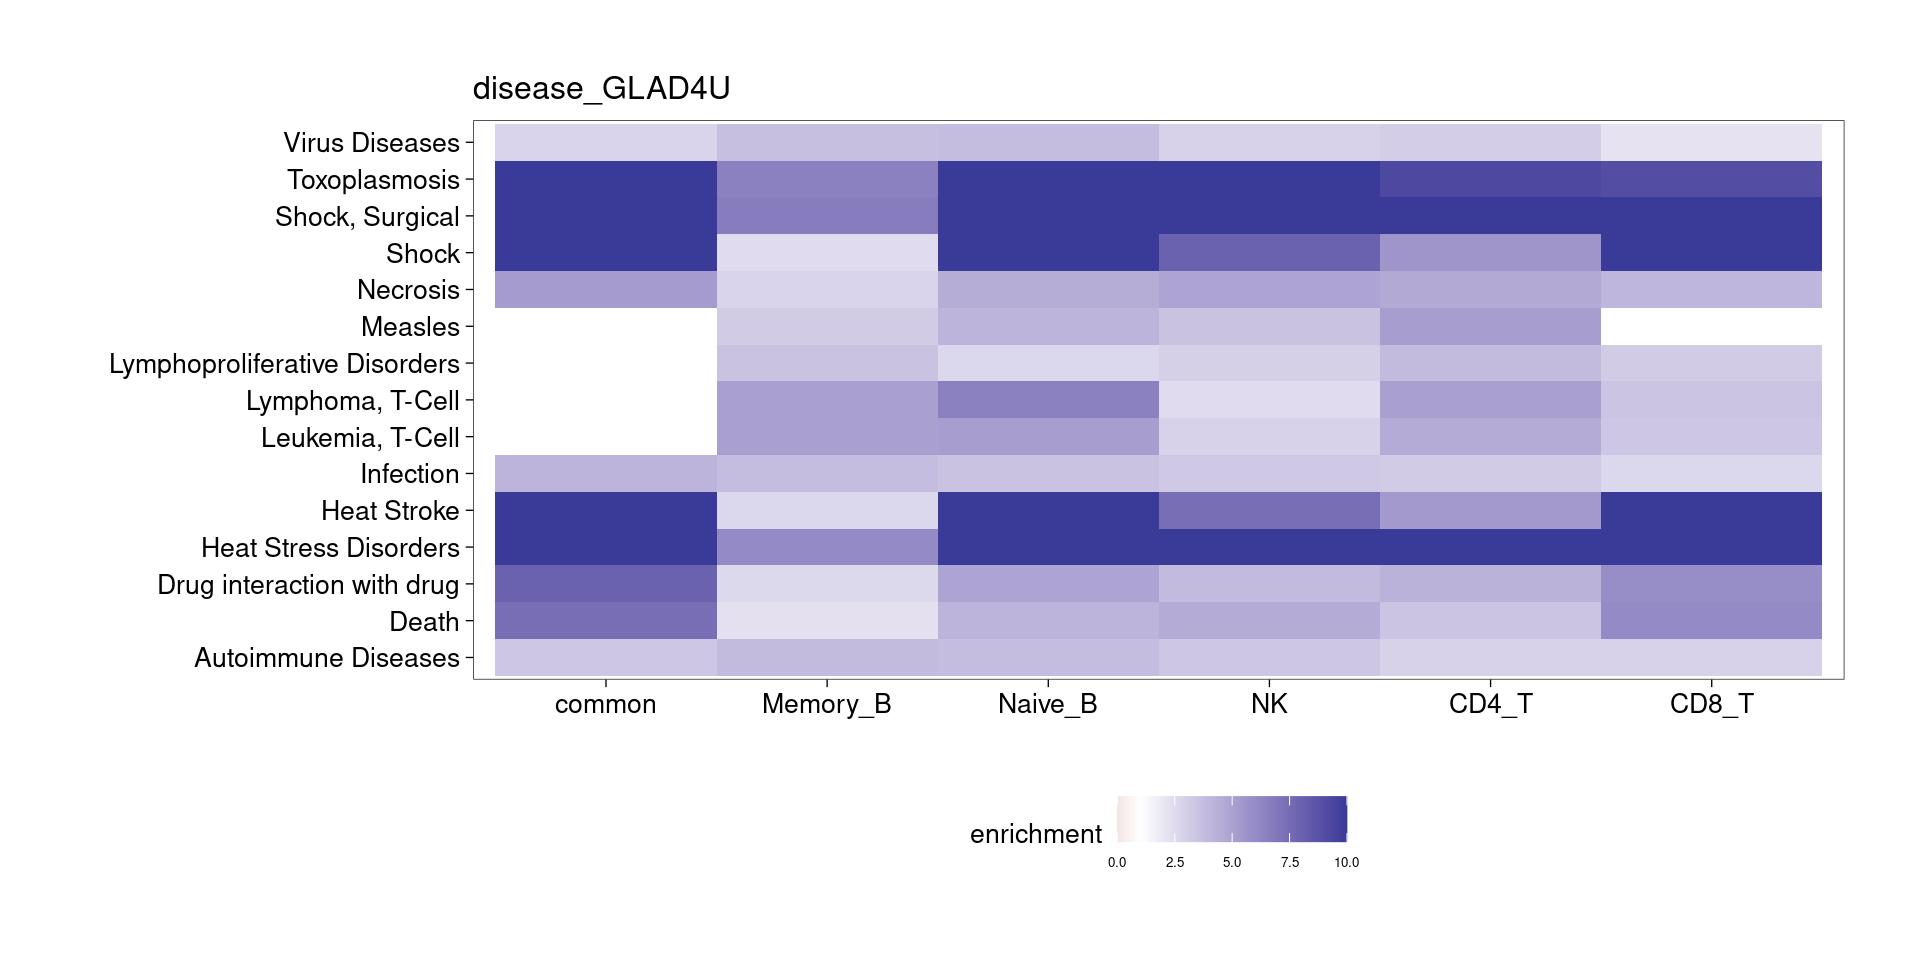 disease_GLAD4U
Virus Diseases
Toxoplasmosis
Shock, Surgical
Shock
Necrosis
Measles
Lymphoproliferative Disorders
Lymphoma, T-Cell
Leukemia, T-Cell
Infection
Heat Stroke
Heat Stress Disorders
Drug interaction with drug
Death
Autoimmune Diseases
common Memory_B Naive_B NK CD4_T CD8_T
enrichment
0.0 2.5 5.0 7.5 10.0